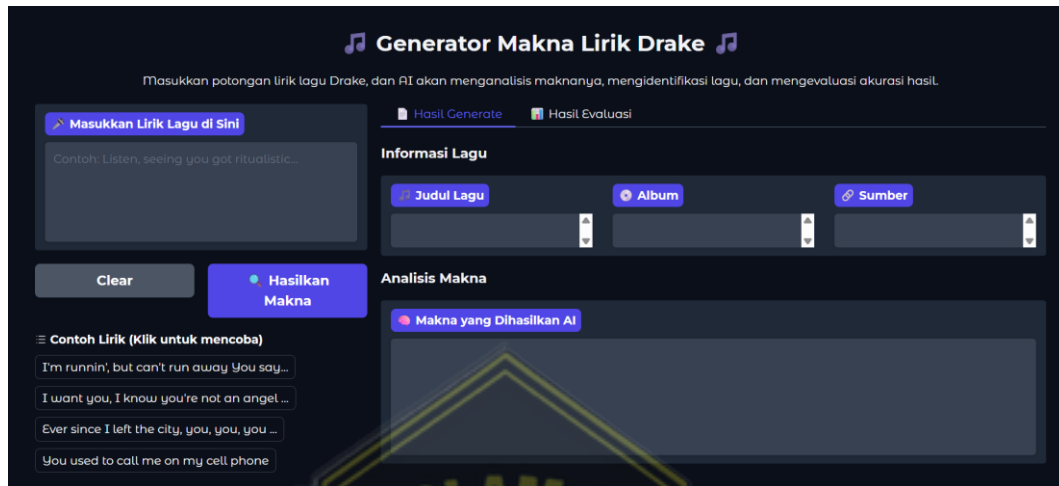 Generator Makna Lirik Drake
Masukkan potongan lirik lagu Drake, dan AI akan menganalisis maknanya, mengidentifikasi lagu, dan mengevaluasi akurasi hasil.
Masukkan Lirik Lagu di Sini
Contoh: Listen, seeing you got ritualistic...
Clear
Hasilkan
Makna
Contoh Lirik (Klik untuk mencoba)
I'm runnin', but can't run away You say...
I want you, I know you're not an angel ...
Ever since I left the city, you, you, you ...
You used to call me on my cell phone
Hasil Generate
Hasil Evaluasi
Informasi Lagu
Judul Lagu
Album
Sumber
Analisis Makna
Makna yang Dihasilkan AI